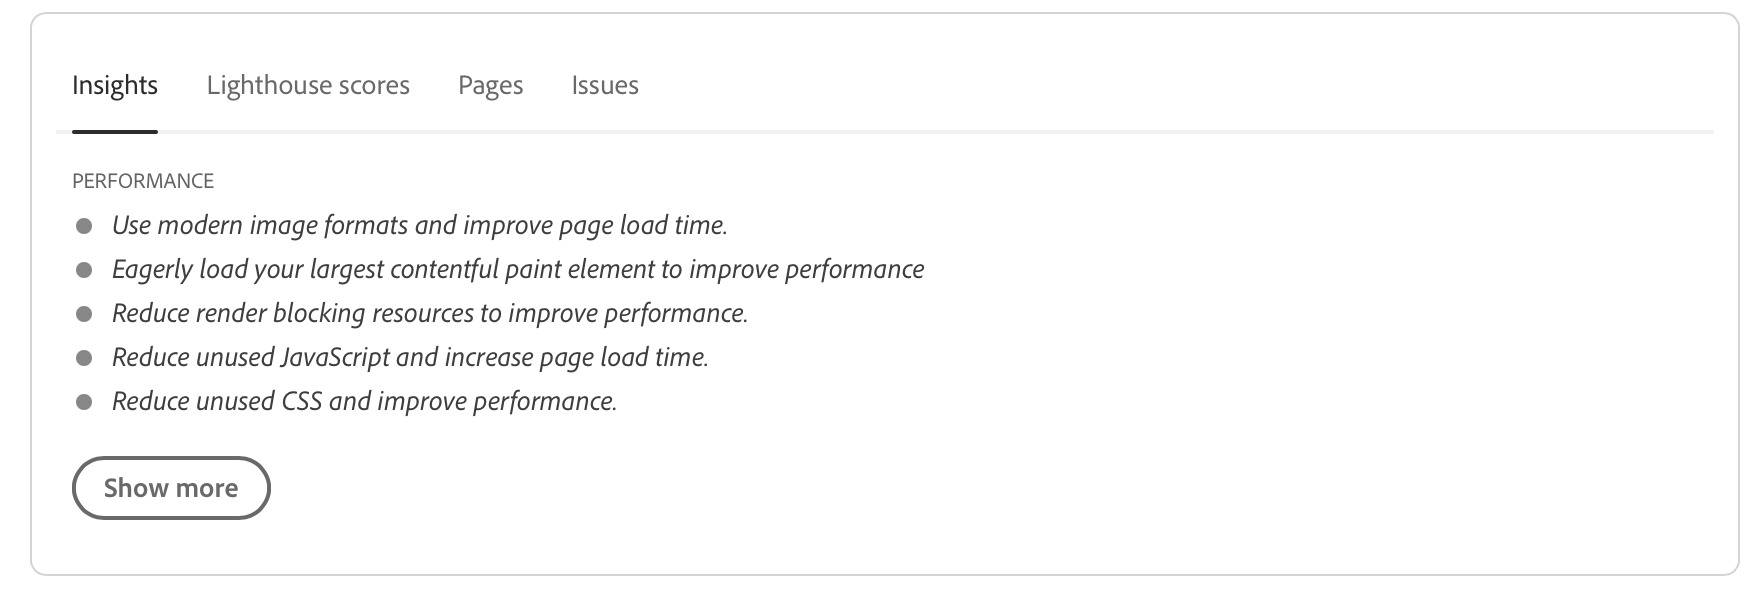 Insights Lighthouse scores Pages Issues
PERFORMANCE
Use modern image formats and improve page load time.
Eagerly load your largest contentful paint element to improve performance
Reduce render blocking resources to improve performance.
Reduce unused JavaScript and increase page load time.
Reduce unused CSS and improve performance.
Show more